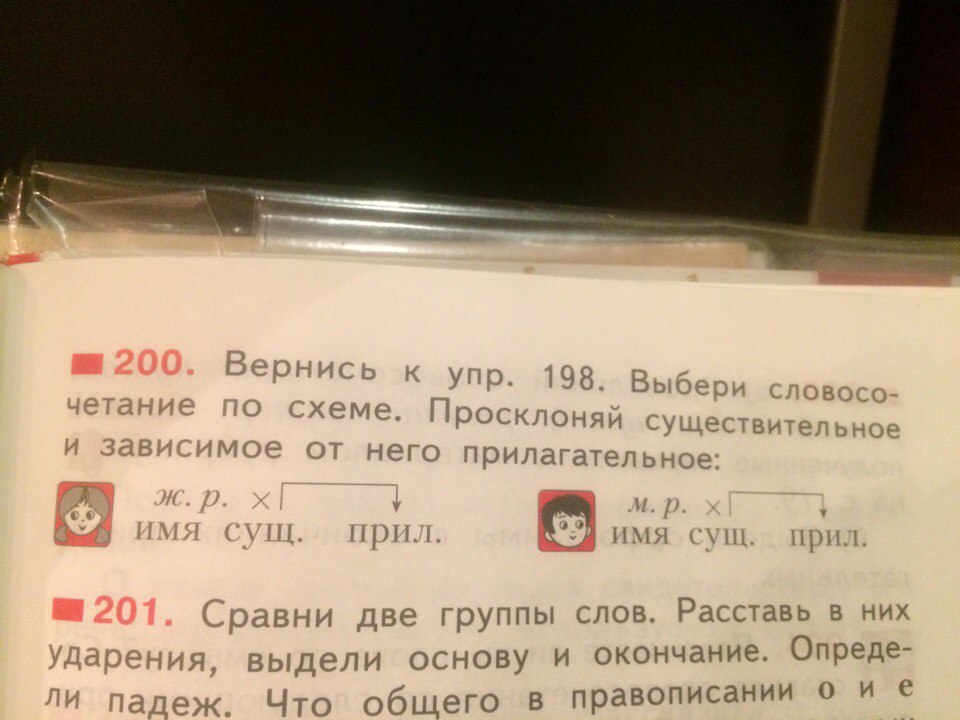 200. Вернись к упр. 198. Выбери словосо-
четание по схеме. Просклоняй существительное
и зависимое от него прилагательное:
ж. р. × м. р. ×
имя сущ. прил. имя сущ. прил.
201. Сравни две группы слов. Расставь в них
ударения, выдели основу и окончание. Опреде-
ли падеж. Что общего в правописании о и е